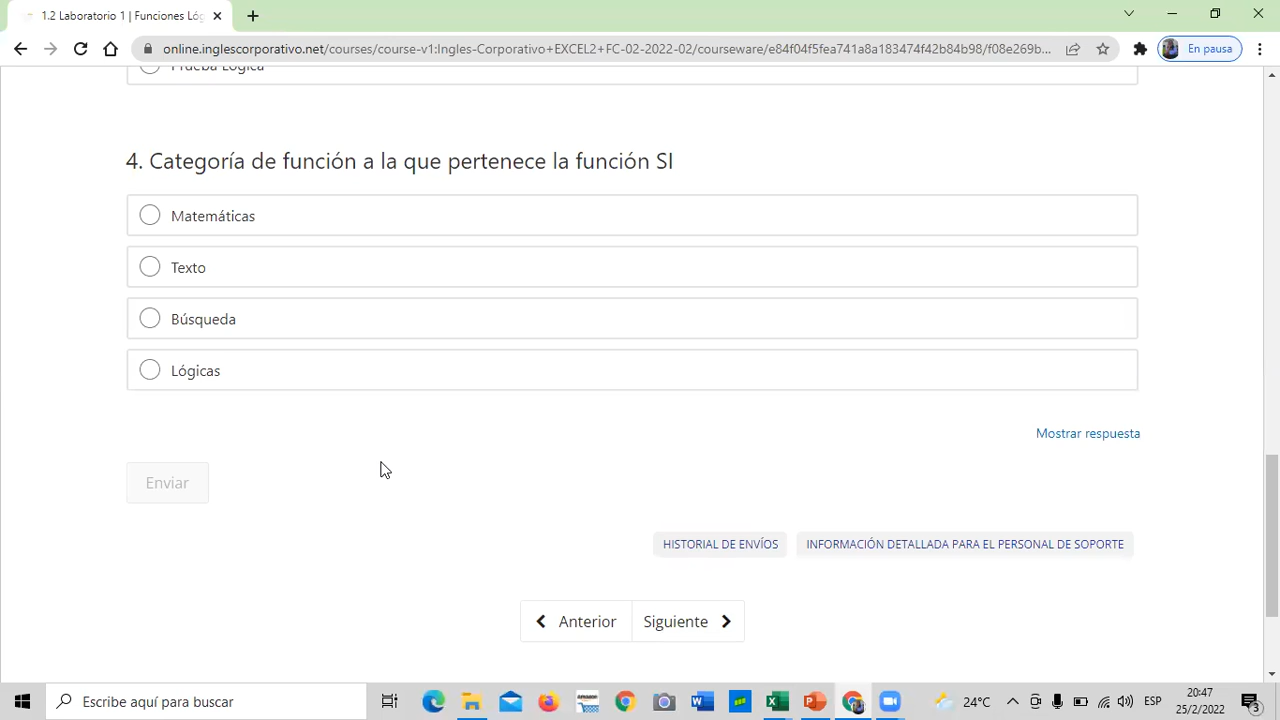 1.2 Laboratorio 1 | Funciones Lóg
online.inglescorporativo.net/courses/course-v1:Ingles-Corporativo+EXCEL2+FC-02-2022-02/courseware/e84f04f5fea741a8a183474f42b84b98/f08e269b...
En pausa
Prueba Lógica
4. Categoría de función a la que pertenece la función SI
Matemáticas
Texto
Búsqueda
Lógicas
Mostrar respuesta
Enviar
HISTORIAL DE ENVÍOS
INFORMACIÓN DETALLADA PARA EL PERSONAL DE SOPORTE
Anterior
Siguiente
Escribe aquí para buscar
24°C
ESP
20:47
25/2/2022
3